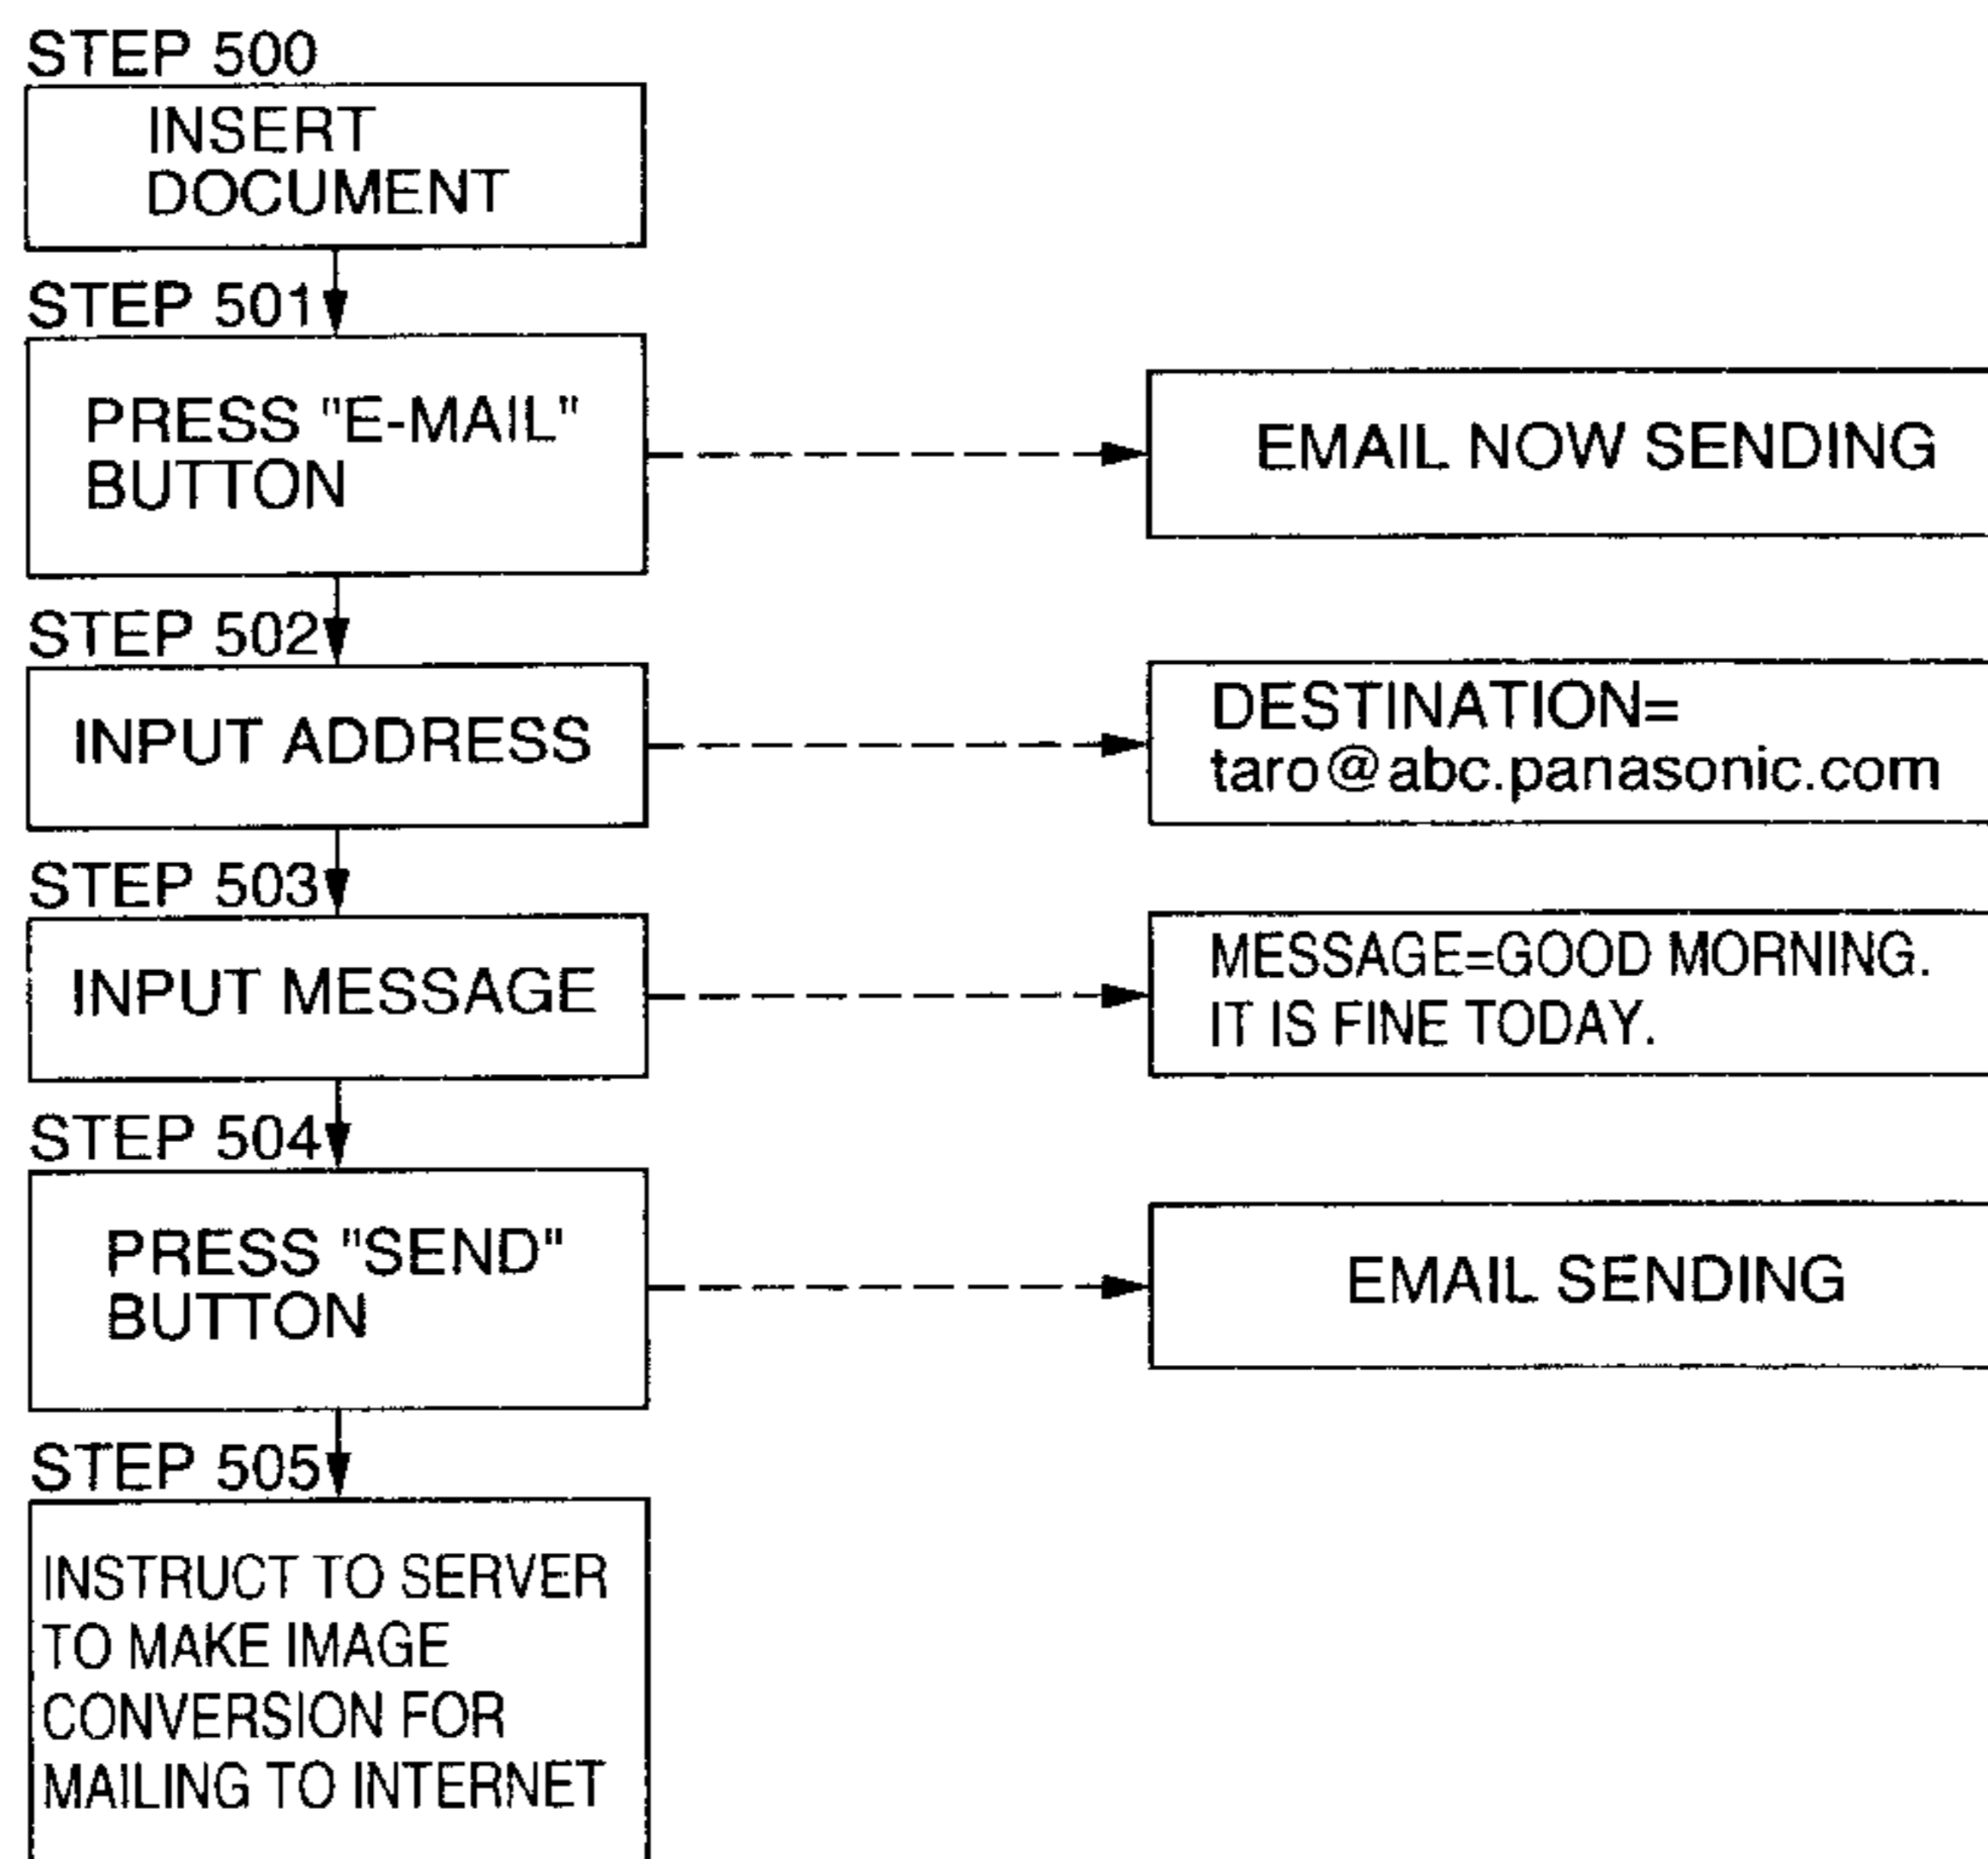 STEP 500
INSERT
DOCUMENT
STEP 501
PRESS "E-MAIL"
BUTTON
EMAIL NOW SENDING
STEP 502
INPUT ADDRESS
DESTINATION=
taro@abc.panasonic.com
STEP 503
INPUT MESSAGE
MESSAGE=GOOD MORNING.
IT IS FINE TODAY.
STEP 504
PRESS "SEND"
BUTTON
EMAIL SENDING
STEP 505
INSTRUCT TO SERVER
TO MAKE IMAGE
CONVERSION FOR
MAILING TO INTERNET